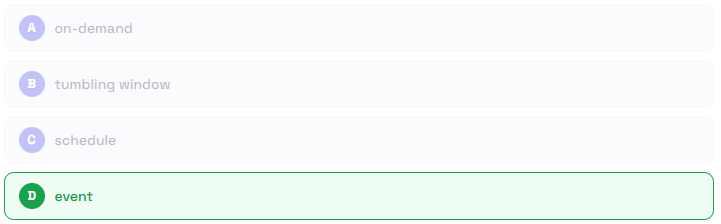 A on-demand
B tumbling window
C schedule
D event